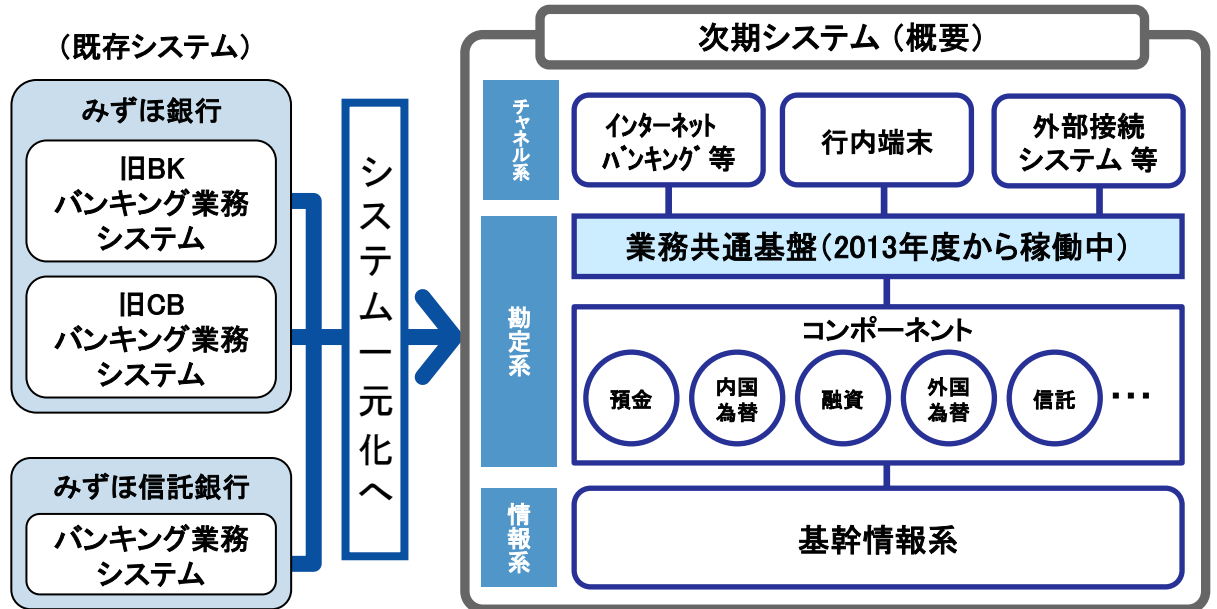 (既存システム)
みずほ銀行
旧BK
バンキング業務
システム
旧CB
バンキング業務
システム
みずほ信託銀行
バンキング業務
システム
システム一元化へ
次期システム(概要)
チャネル系
インターネット
バンキング 等
行内端末
外部接続
システム 等
勘定系
業務共通基盤(2013年度から稼働中)
コンポーネント
預金
内国
為替
融資
外国
為替
信託
・・・
情報系
基幹情報系